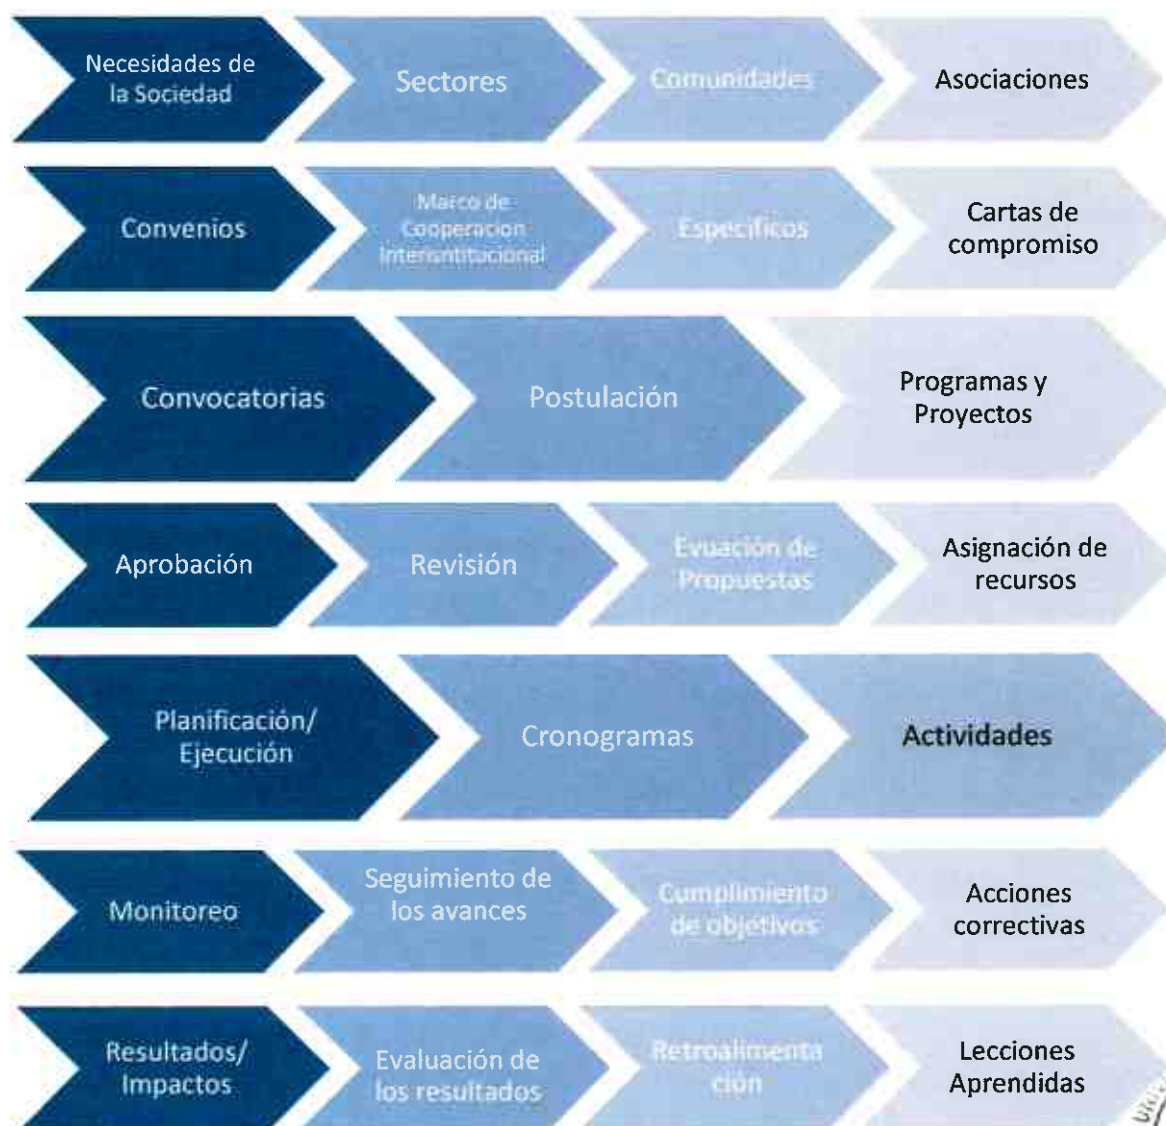 Necesidades de
la Sociedad
Sectores
Comunidades
Asociaciones
Convenios
Marco de
Cooperacion
Interisntitucional
Específicos
Cartas de
compromiso
Convocatorias
Postulación
Programas y
Proyectos
Aprobación
Revisión
Evuación de
Propuestas
Asignación de
recursos
Planificación/
Ejecución
Cronogramas
Actividades
Monitoreo
Seguimiento de
los avances
Cumplimiento
de objetivos
Acciones
correctivas
Resultados/
Impactos
Evaluación de
los resultados
Retroalimenta
ción
Lecciones
Aprendidas